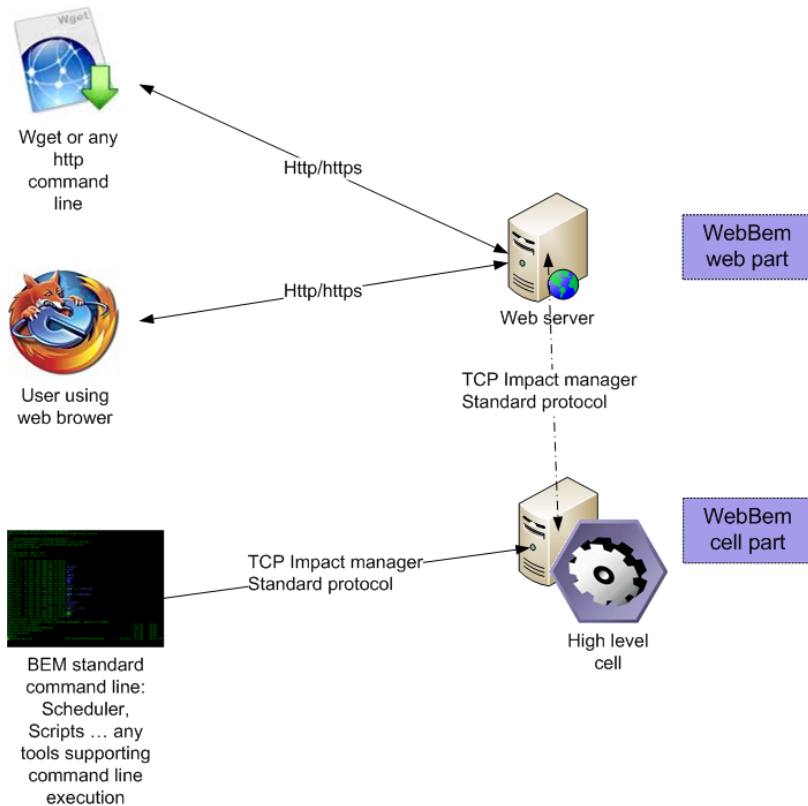 Wget
Wget or any
http
command
line
Http/https
WebBem
web part
Http/https
Web server
User using
web brower
TCP Impact manager
Standard protocol
WebBem
cell part
TCP Impact manager
Standard protocol
High level
cell
BEM standard
command line:
Scheduler,
Scripts … any
tools supporting
command line
execution